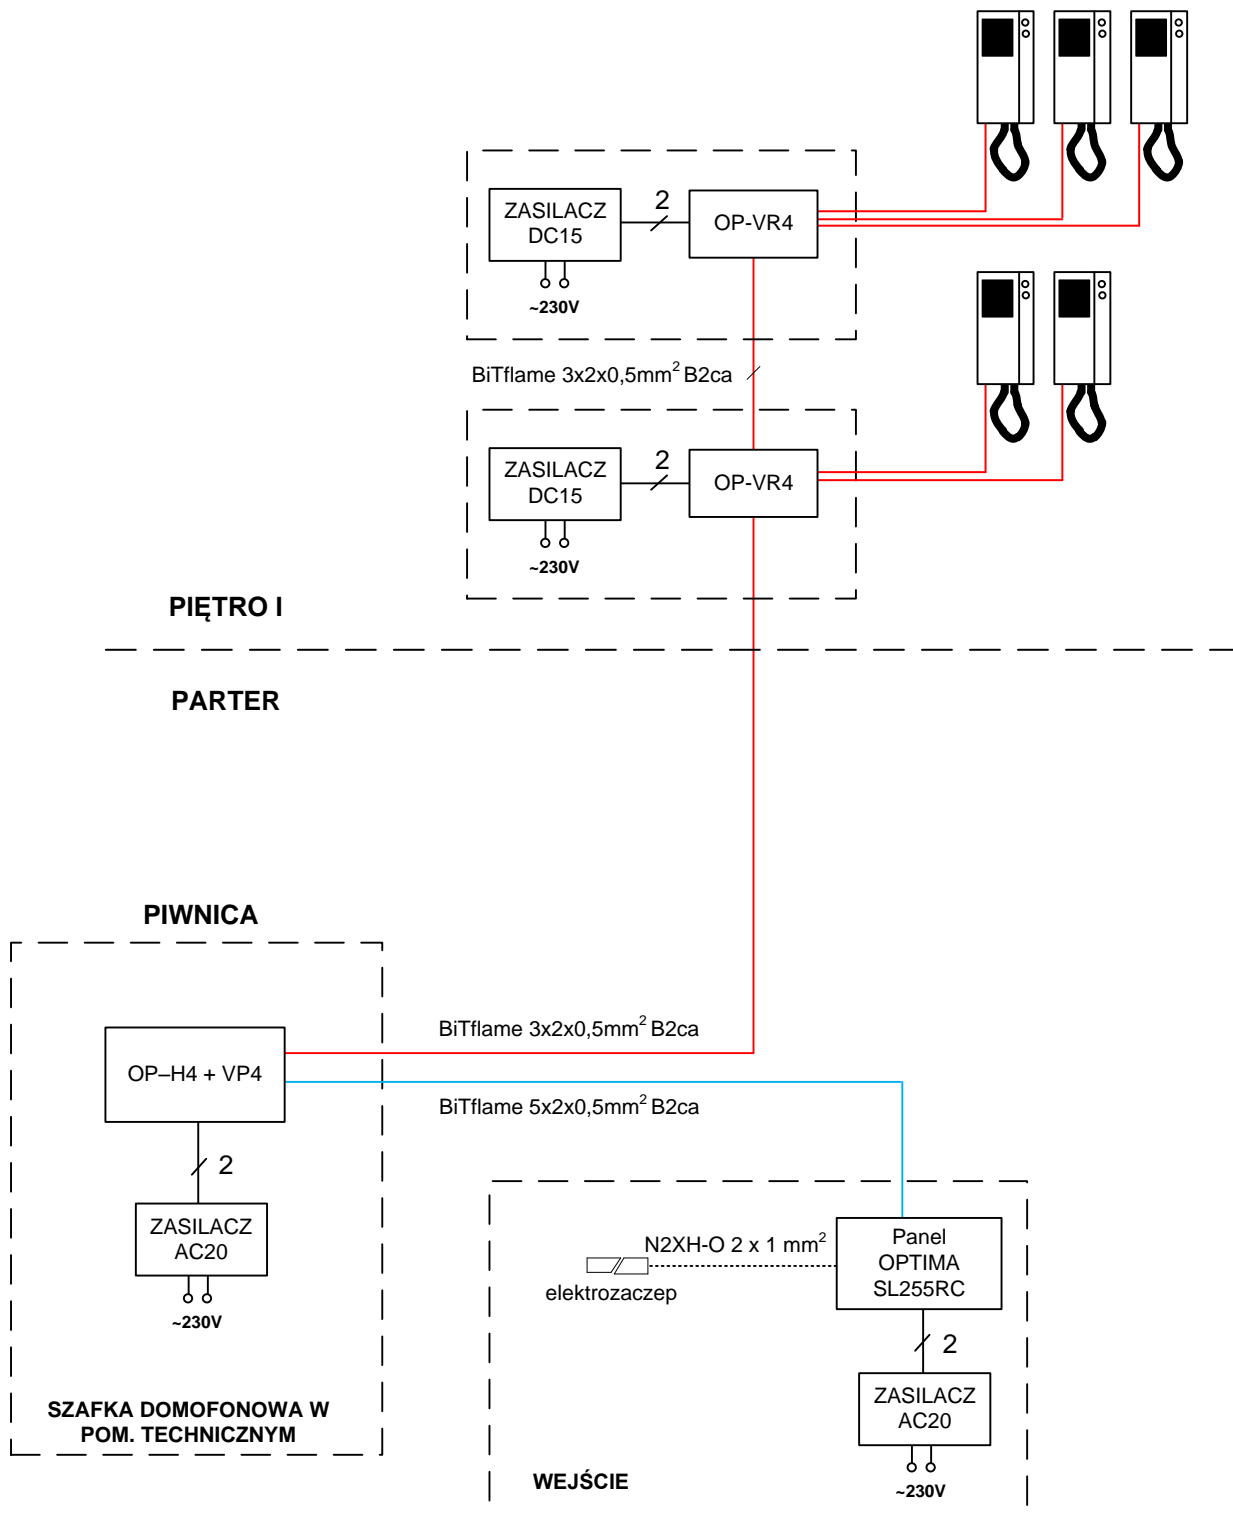 ZASILACZ
DC15
2
OP-VR4
~230V
BiTflame 3x2x0,5mm² B2ca
ZASILACZ
DC15
2
OP-VR4
~230V
PIĘTRO I
PARTER
PIWNICA
BiTflame 3x2x0,5mm² B2ca
OP–H4 + VP4
BiTflame 5x2x0,5mm² B2ca
2
ZASILACZ
AC20
~230V
SZAFKA DOMOFONOWA W
POM. TECHNICZNYM
N2XH-O 2 x 1 mm²
elektrozaczep
Panel
OPTIMA
SL255RC
2
ZASILACZ
AC20
~230V
WEJŚCIE